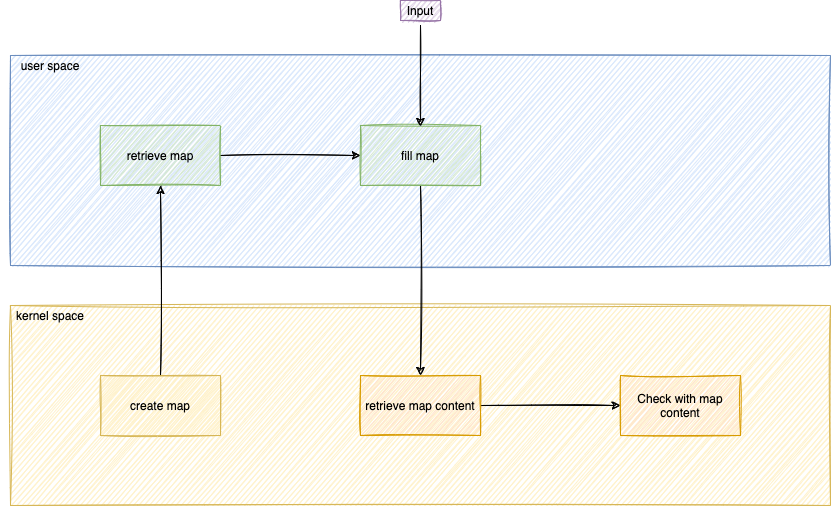 Input
user space
retrieve map
fill map
kernel space
create map
retrieve map content
Check with map
content